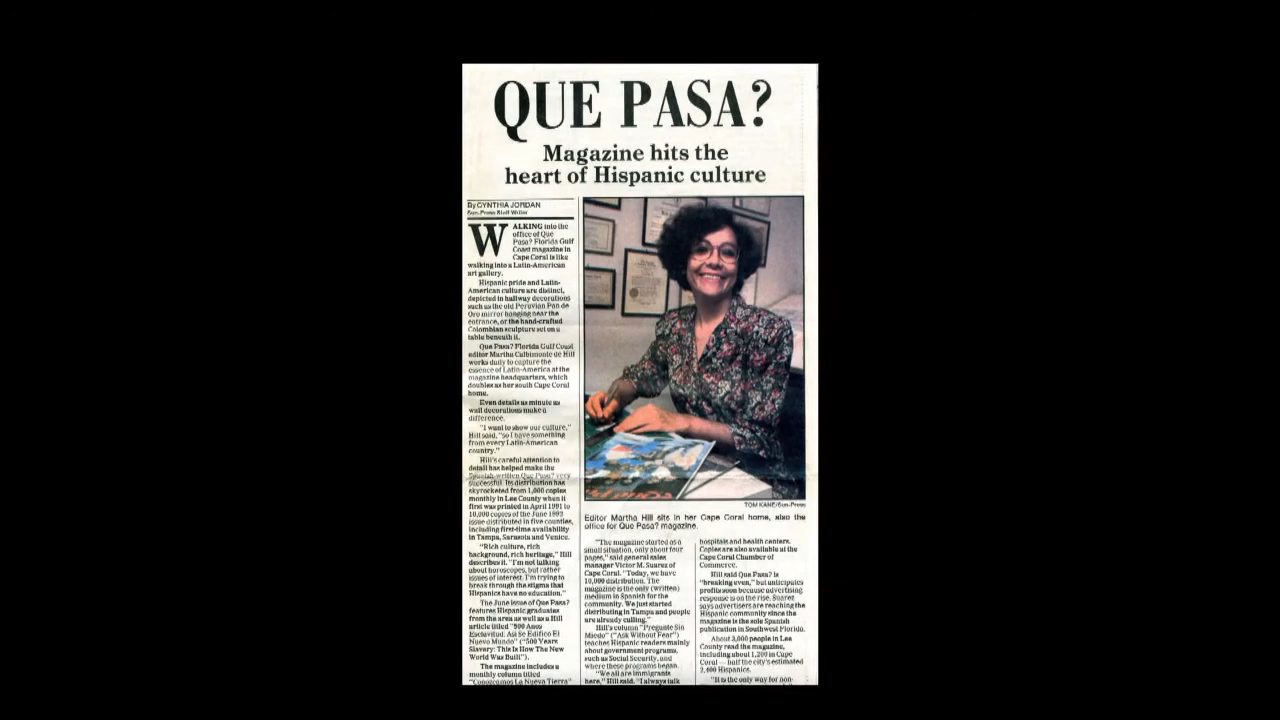 QUE PASA?
Magazine hits the
heart of Hispanic culture
By CYNTHIA JORDAN
Sun-Press Staff Writer
WALKING into the
office of Que
Pasa? Florida Gulf
Coast magazine in
Cape Coral is like
walking into a Latin-American
art gallery.
Hispanic pride and Latin-
American culture are distinct,
depicted in hallway decorations
such as the old Peruvian Pan de
Oro mirror hanging near the
entrance, or the hand-crafted
Colombian sculpture set on a
table beneath it.
Que Pasa? Florida Gulf Coast
editor Martha Culbimonte de Hill
works daily to capture the
essence of Latin-America at the
magazine headquarters, which
doubles as her south Cape Coral
home.
Even details as minute as
wall decorations make a
difference.
"I want to show our culture,"
Hill said, "so I have something
from every Latin-American
country."
Hill's careful attention to
detail has helped make the
Spanish-written Que Pasa? very
successful. Its distribution has
skyrocketed from 1,000 copies
monthly in Lee County when it
first was printed in April 1991 to
10,000 copies of the June 1992
issue distributed in five counties,
including first-time availability
in Tampa, Sarasota and Venice.
"Rich culture, rich
background, rich heritage," Hill
describes it. "I'm not talking
about horoscopes, but rather
issues of interest. I'm trying to
break through the stigma that
Hispanics have no education."
The June issue of Que Pasa?
features Hispanic graduates
from the area as well as a Hill
article titled "500 Anos
Esclavitud: Asi Se Edifico El
Nuevo Mundo" ("500 Years
Slavery: This Is How The New
World Was Built").
The magazine includes a
monthly column titled
"Conozcamos La Nueva Tierra"
TOM KANE/Sun-Press
Editor Martha Hill sits in her Cape Coral home, also the
office for Que Pasa? magazine.
"The magazine started as a
small situation, only about four
pages," said general sales
manager Victor M. Suarez of
Cape Coral. "Today, we have
10,000 distribution. The
magazine is the only (written)
medium in Spanish for the
community. We just started
distributing in Tampa and people
are already calling."
Hill's column "Pregunte Sin
Miedo" ("Ask Without Fear")
teaches Hispanic readers mainly
about government programs,
such as Social Security, and
where these programs began.
"We all are immigrants
here," Hill said. "I always talk
hospitals and health centers.
Copies are also available at the
Cape Coral Chamber of
Commerce.
Hill said Que Pasa? is
"breaking even," but anticipates
profits soon because advertising
response is on the rise. Suarez
says advertisers are reaching the
Hispanic community since the
magazine is the sole Spanish
publication in Southwest Florida.
About 3,000 people in Lee
County read the magazine,
including about 1,200 in Cape
Coral — half the city's estimated
2,400 Hispanics.
"It is the only way for non-